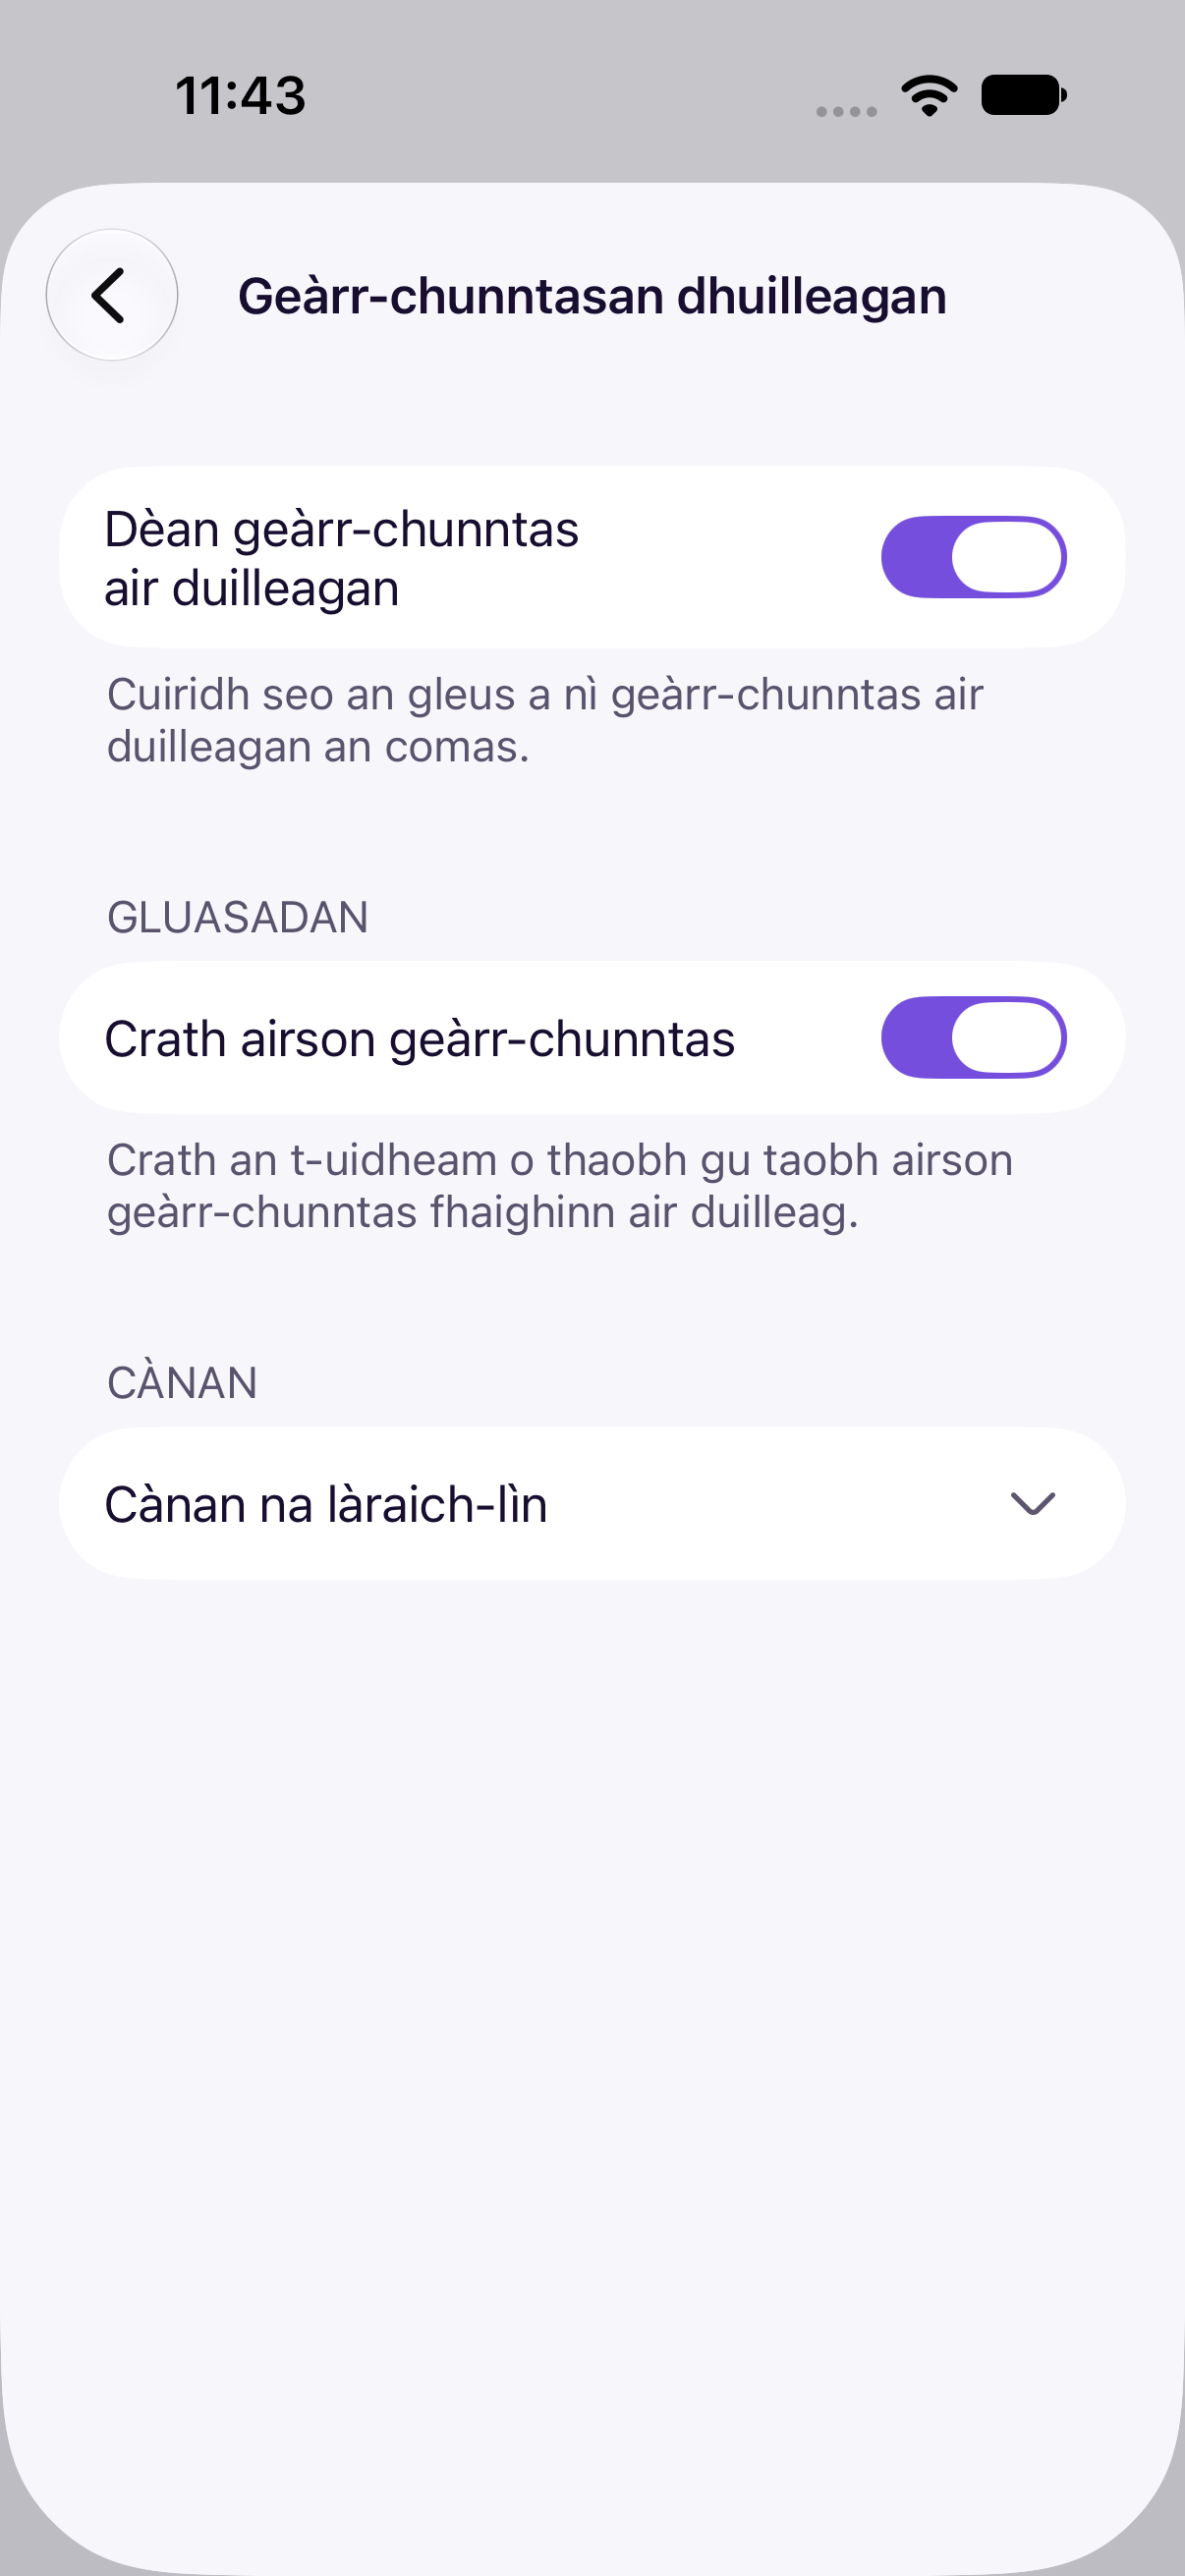 11:43
Geàrr-chunntasan dhuilleagan
Dèan geàrr-chunntas
air duilleagan
Cuiridh seo an gleus a nì geàrr-chunntas air
duilleagan an comas.
GLUASADAN
Crath airson geàrr-chunntas
Crath an t-uidheam o thaobh gu taobh airson
geàrr-chunntas fhaighinn air duilleag.
CÀNAN
Cànan na làraich-lìn